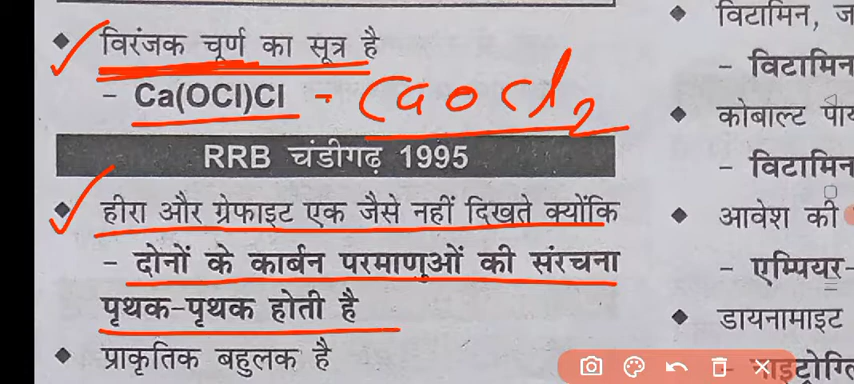 विरंजक चूर्ण का सूत्र है
– Ca(OCl)Cl – CaOCl₂
RRB चंडीगढ़ 1995
हीरा और ग्रेफाइट एक जैसे नहीं दिखते क्योंकि
– दोनों के कार्बन परमाणुओं की संरचना
पृथक-पृथक होती है
प्राकृतिक बहुलक है
विटामिन,
– विटामिन
कोबाल्ट
– विटामिन
आवेश की
– एम्पियर-
डायनामाइट